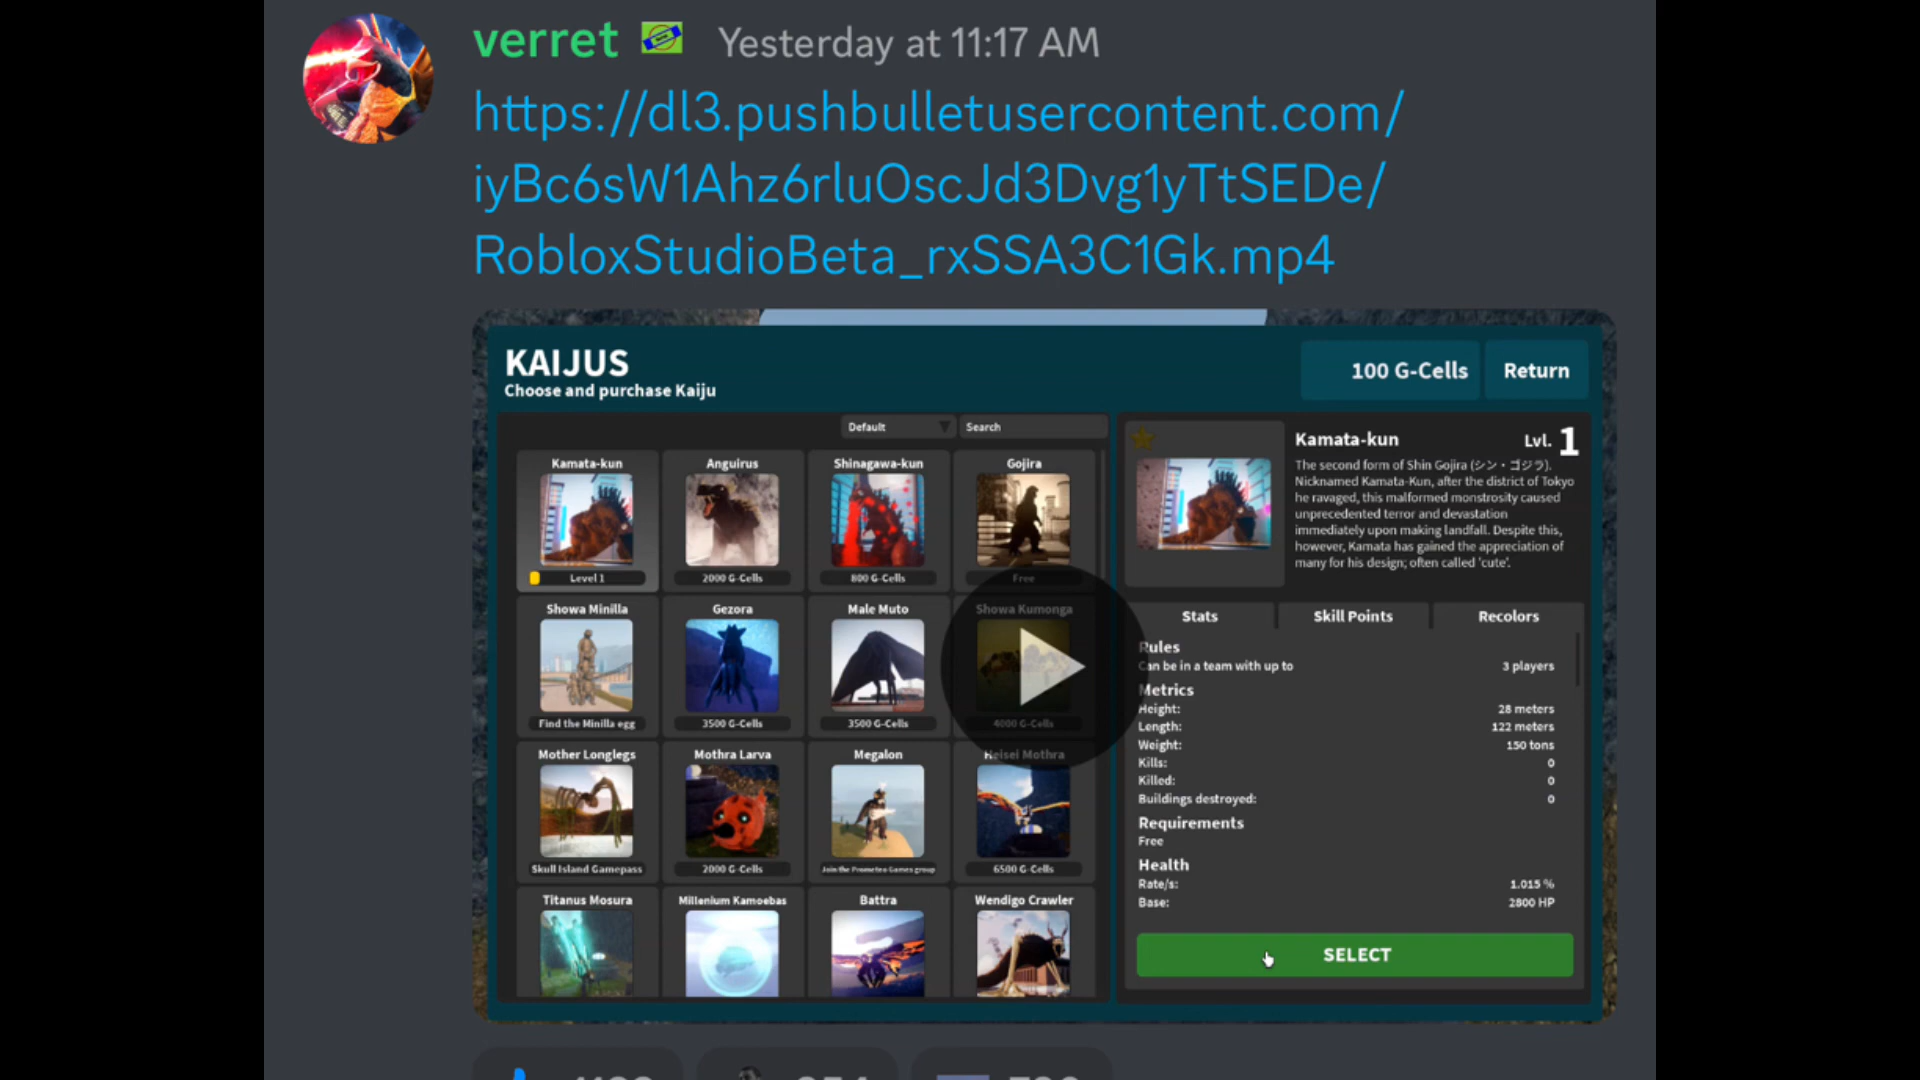 verret Yesterday at 11:17 AM
https://dl3.pushbulletusercontent.com/
iyBc6sW1Ahz6rluOscJd3Dvg1yTtSEDe/
RobloxStudioBeta_rxSSA3C1Gk.mp4
KAIJUS
Choose and purchase Kaiju
100 G-Cells
Return
Default
Search
Kamata-kun
Level 1
Anguirus
2000 G-Cells
Shinagawa-kun
800 G-Cells
Gojira
Free
Showa Minilla
Find the Minilla egg
Gezora
3500 G-Cells
Male Muto
3500 G-Cells
Showa Kumonga
4000 G-Cells
Mother Longlegs
Skull Island Gamepass
Mothra Larva
2000 G-Cells
Megalon
Join the Prometeo Games group
Heisei Mothra
6500 G-Cells
Titanus Mosura
Millenium Kamoebas
Battra
Wendigo Crawler
Kamata-kun Lvl. 1
The second form of Shin Gojira (シン・ゴジラ).
Nicknamed Kamata-Kun, after the district of Tokyo
he ravaged, this malformed monstrosity caused
unprecedented terror and devastation
immediately upon making landfall. Despite this,
however, Kamata has gained the appreciation of
many for his design; often called 'cute'.
Stats
Skill Points
Recolors
Rules
Can be in a team with up to 3 players
Metrics
Height: 28 meters
Length: 122 meters
Weight: 150 tons
Kills: 0
Killed: 0
Buildings destroyed: 0
Requirements
Free
Health
Rate/s: 1.015 %
Base: 2800 HP
SELECT